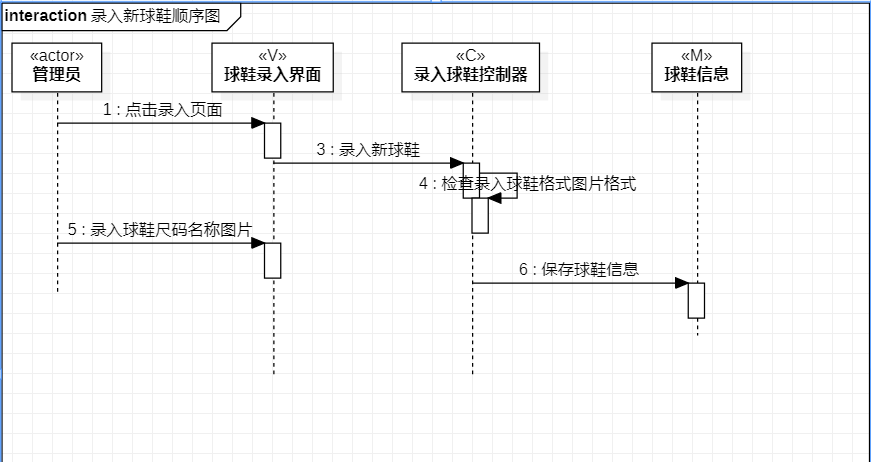 interaction 录入新球鞋顺序图
«actor»
管理员
«V»
球鞋录入界面
«C»
录入球鞋控制器
«M»
球鞋信息
1 : 点击录入页面
3 : 录入新球鞋
4 : 检查录入球鞋格式图片格式
5 : 录入球鞋尺码名称图片
6 : 保存球鞋信息